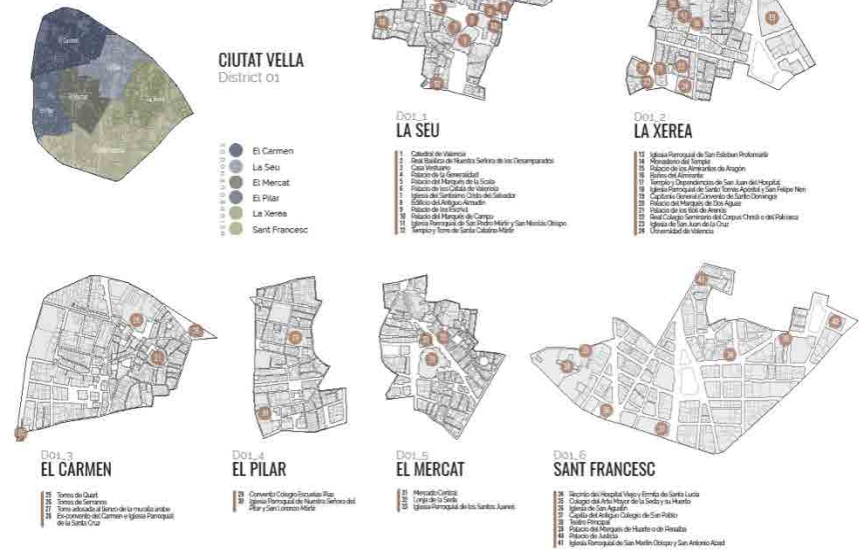 CIUTAT VELLA
District 01
El Carmen
La Seu
El Mercat
El Pilar
La Xerea
Sant Francesc
D01_1
LA SEU
1 Catedral de Valencia
2 Real Basílica de Nuestra Señora de los Desamparados
3 Casa Vestuario
4 Palacio de la Generalidad
5 Palacio del Marqués de la Scala
6 Palacio de los Catalá de Valeriola
7 Iglesia del Santísimo Cristo del Salvador
8 Edificio del Antiguo Almudín
9 Palacio de los Escrivá
10 Palacio del Marqués de Campo
11 Iglesia Parroquial de San Pedro Mártir y San Nicolás Obispo
12 Templo y Torre de Santa Catalina Mártir
D01_2
LA XEREA
13 Iglesia Parroquial de San Esteban Protomártir
14 Monasterio del Temple
15 Palacio de los Almirantes de Aragón
16 Baños del Almirante
17 Templo y Dependencias de San Juan del Hospital
18 Iglesia Parroquial de Santo Tomás Apóstol y San Felipe Neri
19 Capitanía General (Convento de Santo Domingo)
20 Palacio del Marqués de Dos Aguas
21 Palacio de los Boïl de Arenós
22 Real Colegio Seminario del Corpus Christi o del Patriarca
23 Iglesia de San Juan de la Cruz
24 Universidad de Valencia
D01_3
EL CARMEN
25 Torres de Quart
26 Torres de Serranos
27 Torre adosada al lienzo de la muralla árabe
28 Ex-convento del Carmen e Iglesia Parroquial
de la Santa Cruz
D01_4
EL PILAR
29 Convento Colegio Escuelas Pías
30 Iglesia Parroquial de Nuestra Señora del
Pilar y San Lorenzo Mártir
D01_5
EL MERCAT
31 Mercado Central
32 Lonja de la Seda
33 Iglesia Parroquial de los Santos Juanes
D01_6
SANT FRANCESC
34 Recinto del Hospital Viejo y Ermita de Santa Lucía
35 Colegio del Arte Mayor de la Seda y su Huerto
36 Iglesia de San Agustín
37 Capilla del Antiguo Colegio de San Pablo
38 Teatro Principal
39 Palacio del Marqués de Huarte o de Penalba
40 Palacio de Justicia
41 Iglesia Parroquial de San Martín Obispo y San Antonio Abad